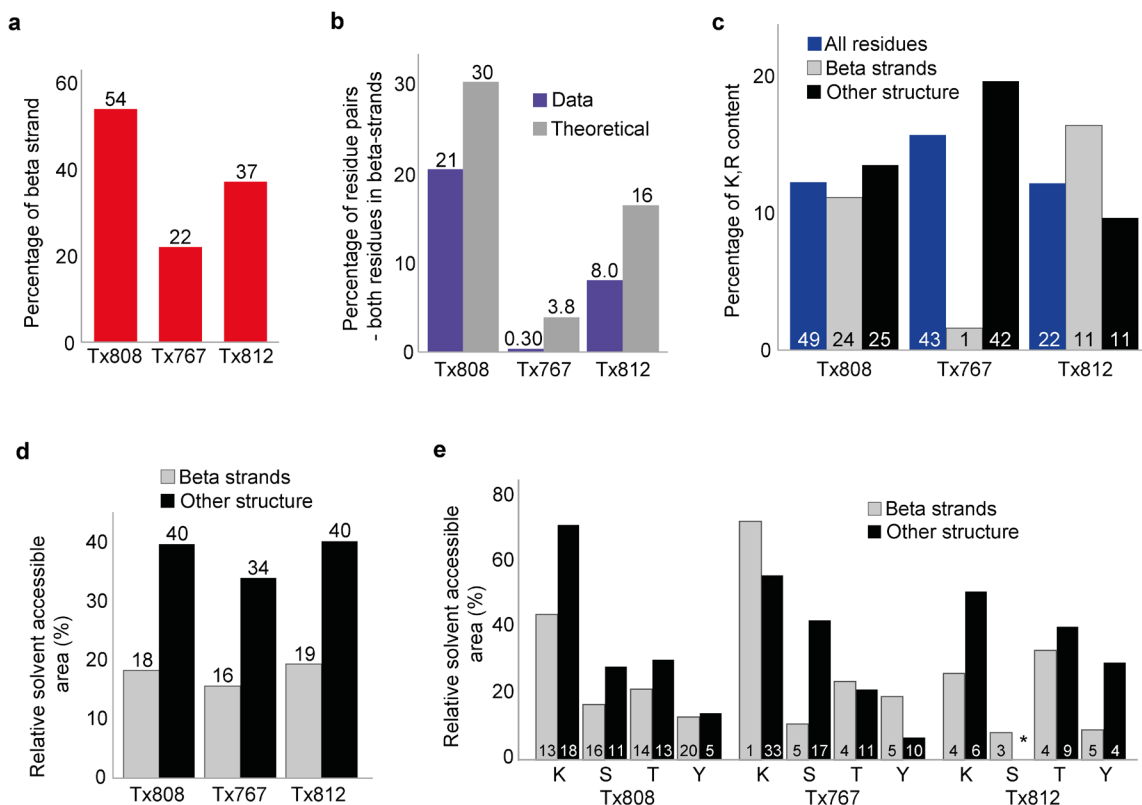 a
Percentage of beta strand
60
40
20
0
54
22
37
Tx808 Tx767 Tx812
b
Percentage of residue pairs
- both residues in beta-strands
30
20
10
0
Data
Theoretical
21
30
0.30
3.8
8.0
16
Tx808 Tx767 Tx812
c
Percentage of K,R content
20
10
0
All residues
Beta strands
Other structure
49 24 25 43 1 42 22 11 11
Tx808 Tx767 Tx812
d
Relative solvent accessible
area (%)
40
30
20
10
0
Beta strands
Other structure
18 40 16 34 19 40
Tx808 Tx767 Tx812
e
Relative solvent accessible
area (%)
80
60
40
20
0
Beta strands
Other structure
13 18 16 11 14 13 20 5 1 33 5 17 4 11 5 10 4 6 3 * 4 9 5 4
K S T Y K S T Y K S T Y
Tx808 Tx767 Tx812